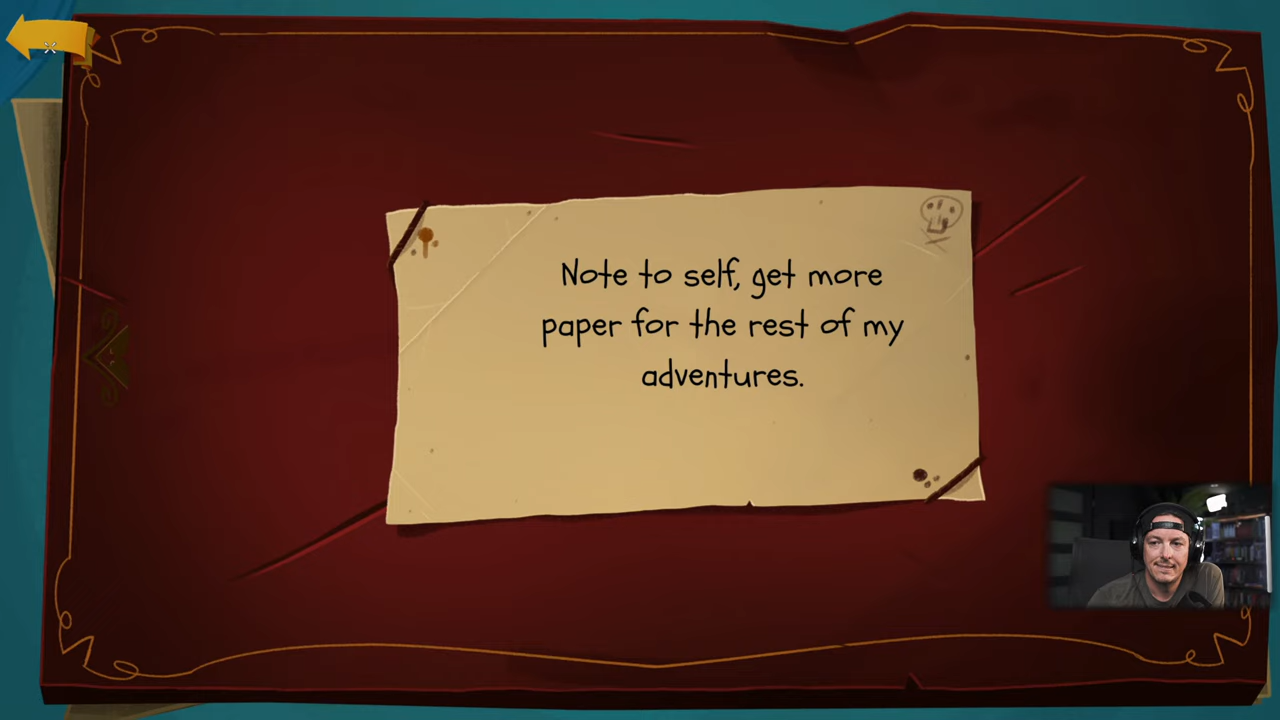 Note to self, get more
paper for the rest of my
adventures.